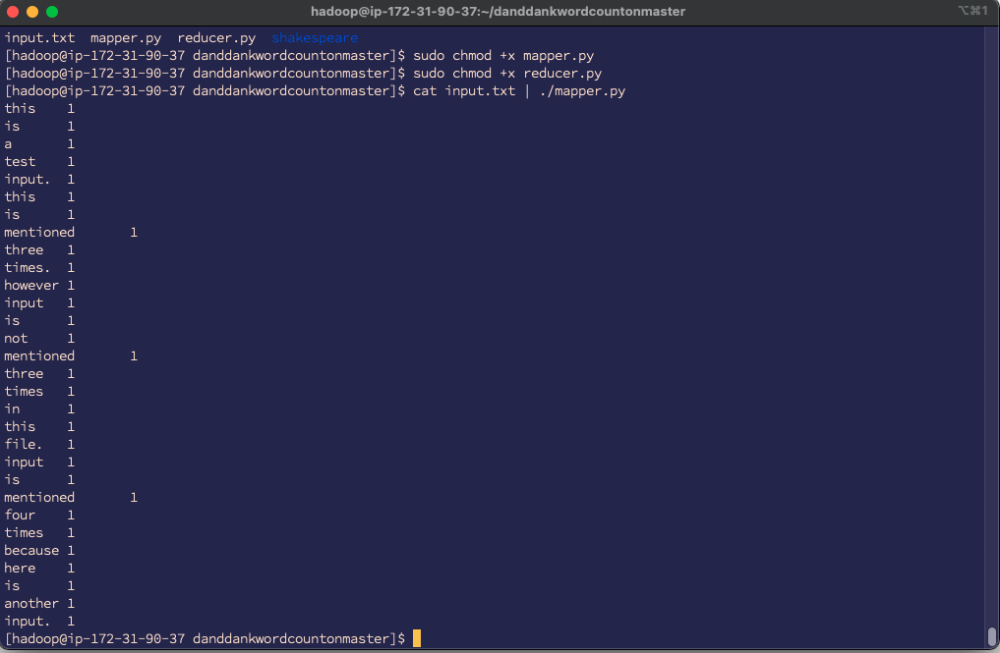 hadoop@ip-172-31-90-37:~/danddankwordcountonmaster
⌥⌘1
input.txt  mapper.py  reducer.py  shakespeare
[hadoop@ip-172-31-90-37 danddankwordcountonmaster]$ sudo chmod +x mapper.py
[hadoop@ip-172-31-90-37 danddankwordcountonmaster]$ sudo chmod +x reducer.py
[hadoop@ip-172-31-90-37 danddankwordcountonmaster]$ cat input.txt | ./mapper.py
this    1
is      1
a       1
test    1
input.  1
this    1
is      1
mentioned       1
three   1
times.  1
however 1
input   1
is      1
not     1
mentioned       1
three   1
times   1
in      1
this    1
file.   1
input   1
is      1
mentioned       1
four    1
times   1
because 1
here    1
is      1
another 1
input.  1
[hadoop@ip-172-31-90-37 danddankwordcountonmaster]$